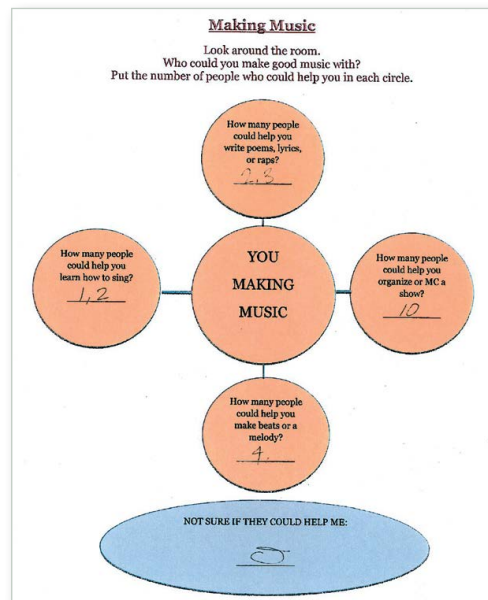 Making Music
Look around the room.
Who could you make good music with?
Put the number of people who could help you in each circle.
How many people
could help you
write poems, lyrics,
or raps?
2,3
How many people
could help you
learn how to sing?
1,2
YOU
MAKING
MUSIC
How many people
could help you
organize or MC a
show?
10
How many people
could help you
make beats or a
melody?
4.
NOT SURE IF THEY COULD HELP ME: